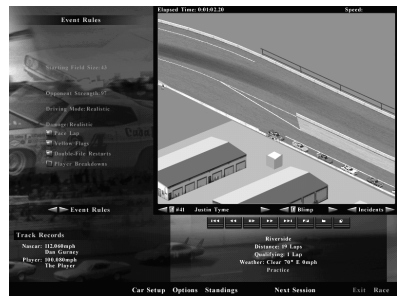 Event Rules
Elapsed Time: 0:01:02.20
Speed:
Starting Field Size: 43
Opponent Strength: 97
Driving Mode: Realistic
Damage: Realistic
Pace Lap
Yellow Flags
Double-File Restarts
Player Breakdowns
Event Rules
#41 Justin Tyme
Blimp
Incidents
Track Records
Nascar: 112.060mph
Dan Gurney
Player: 100.080mph
The Player
Riverside
Distance: 19 Laps
Qualifying: 1 Lap
Weather: Clear 70° E 0mph
Practice
Car Setup Options Standings Next Session Exit Race